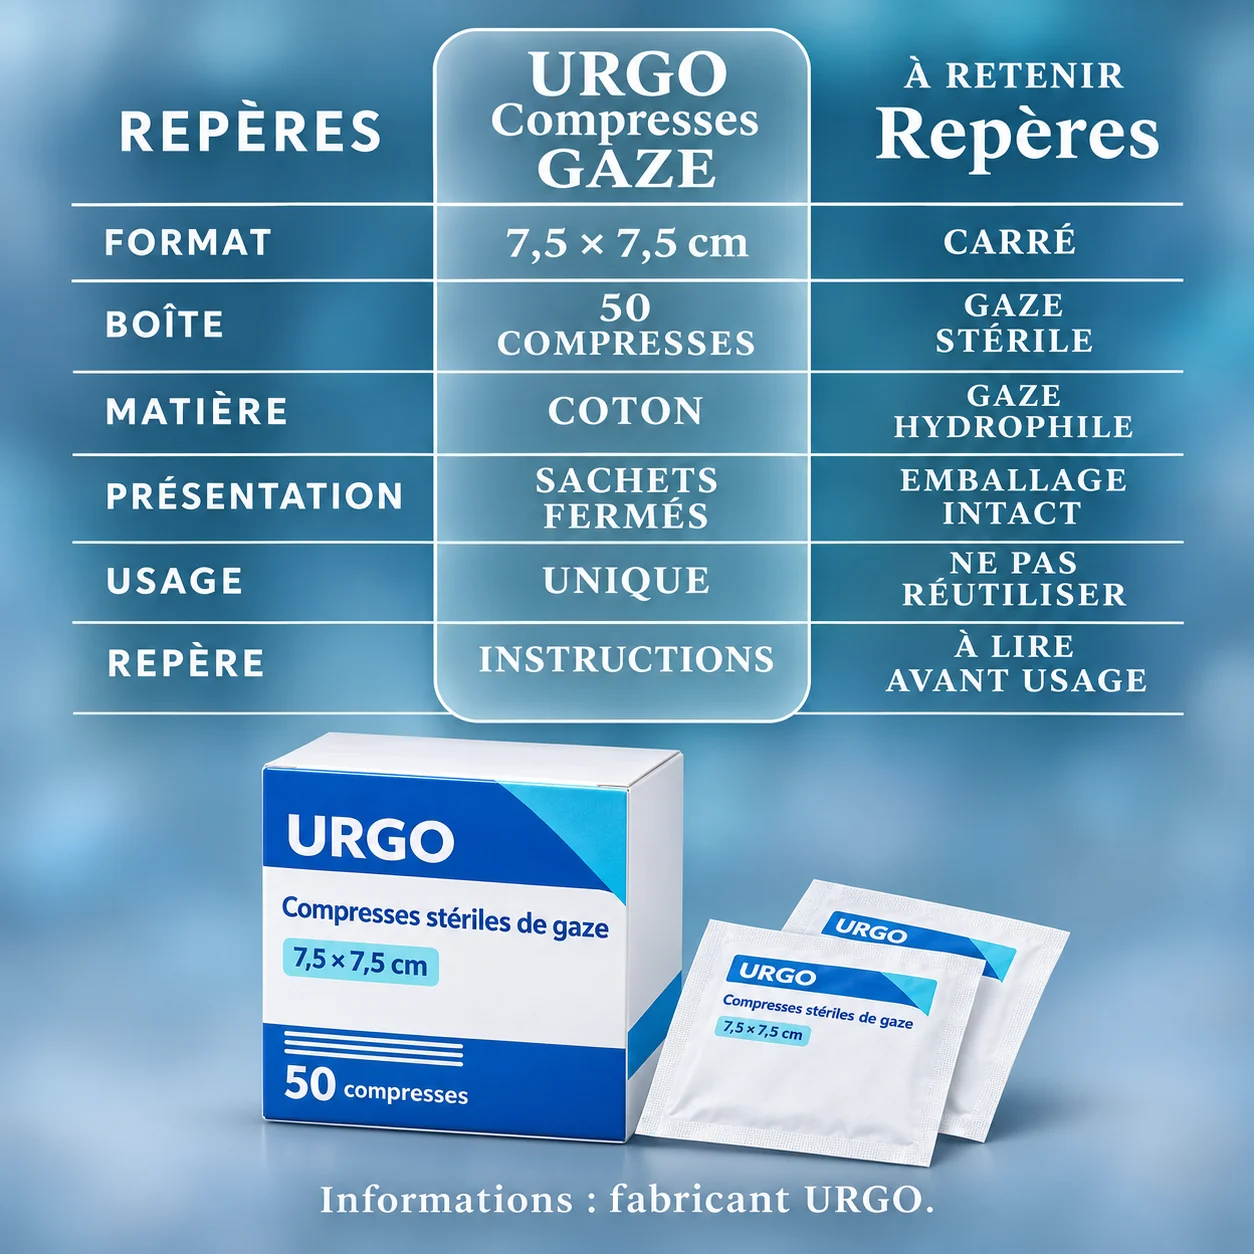 REPÈRES
URGO
Compresses
GAZE
À RETENIR
Repères
FORMAT
7,5 × 7,5 cm
CARRÉ
BOÎTE
50
COMPRESSES
GAZE
STÉRILE
MATIÈRE
COTON
GAZE
HYDROPHILE
PRÉSENTATION
SACHETS
FERMÉS
EMBALLAGE
INTACT
USAGE
UNIQUE
NE PAS
RÉUTILISER
REPÈRE
INSTRUCTIONS
À LIRE
AVANT USAGE
URGO
Compresses stériles de gaze
7,5 × 7,5 cm
50 compresses
URGO
URGO
Compresses stériles de gaze
7,5 × 7,5 cm
Informations : fabricant URGO.